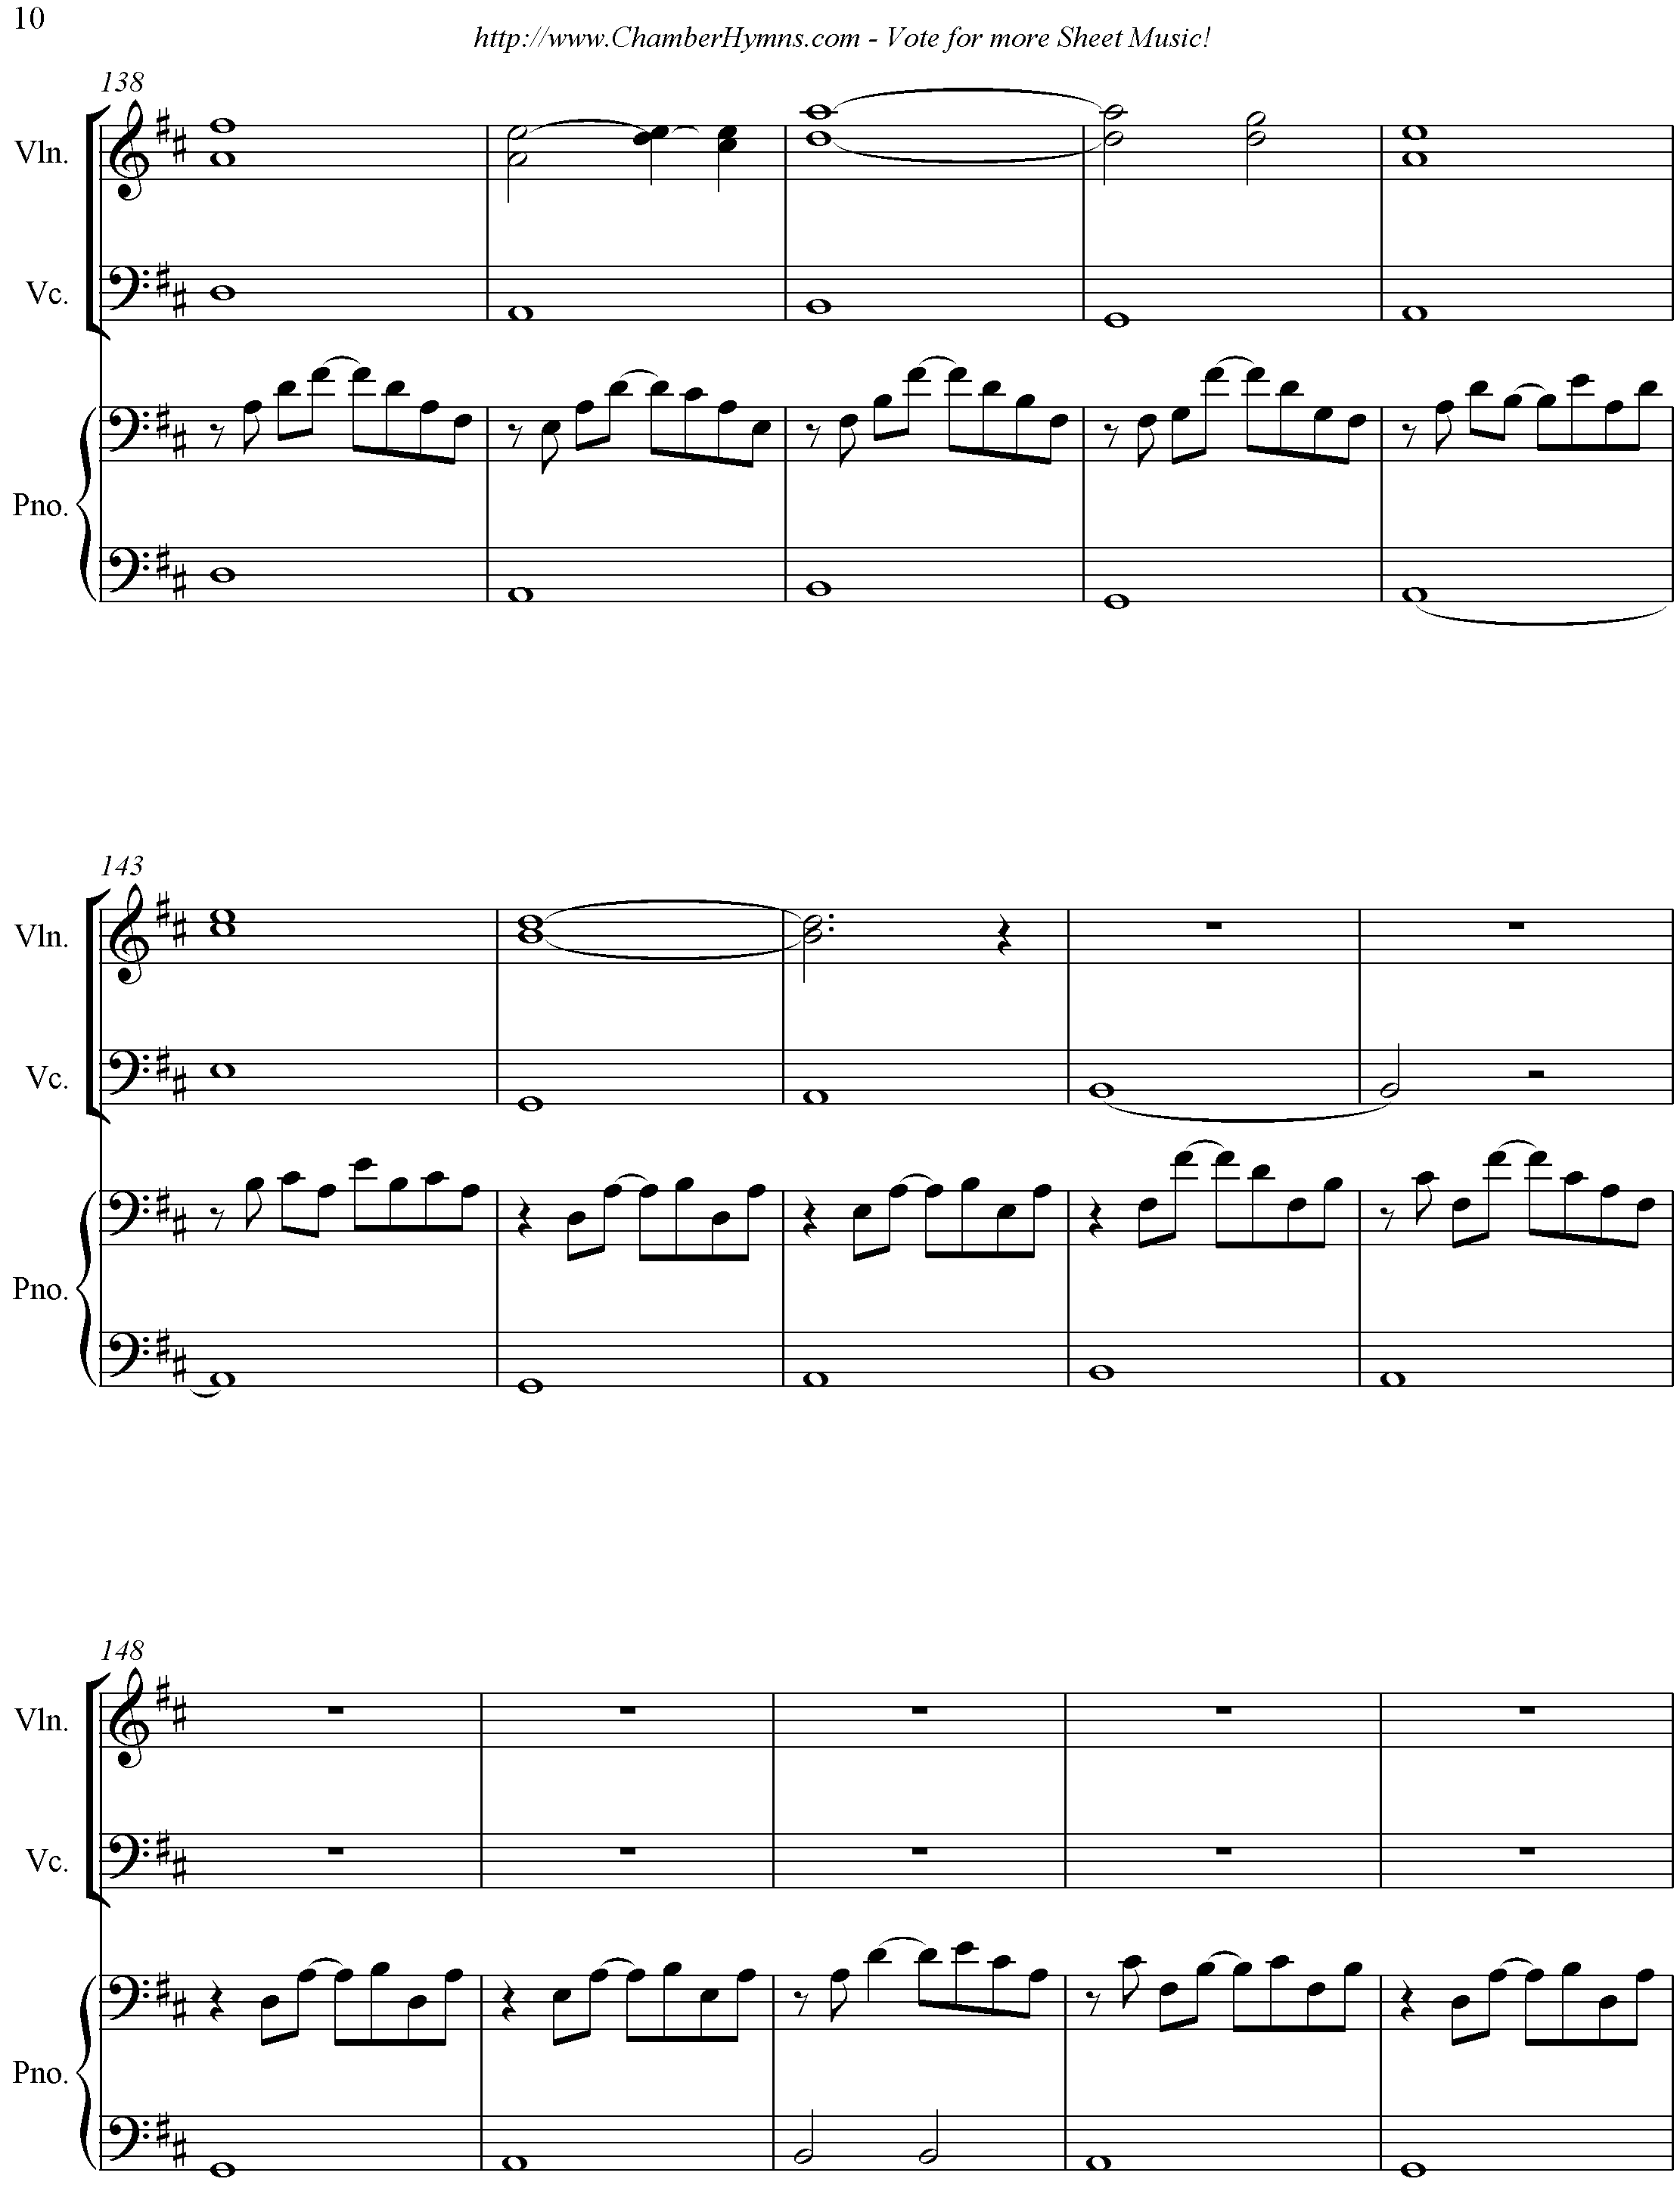 10
http://www.ChamberHymns.com - Vote for more Sheet Music!
138
Vln.
Vc.
Pno.
143
Vln.
Vc.
Pno.
148
Vln.
Vc.
Pno.